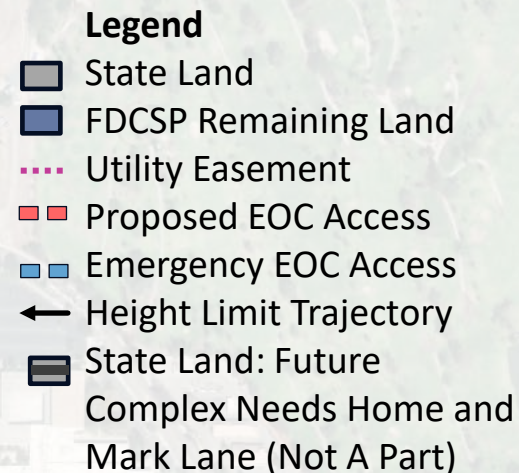 Legend
State Land
FDCSP Remaining Land
Utility Easement
Proposed EOC Access
Emergency EOC Access
Height Limit Trajectory
State Land: Future
Complex Needs Home and
Mark Lane (Not A Part)